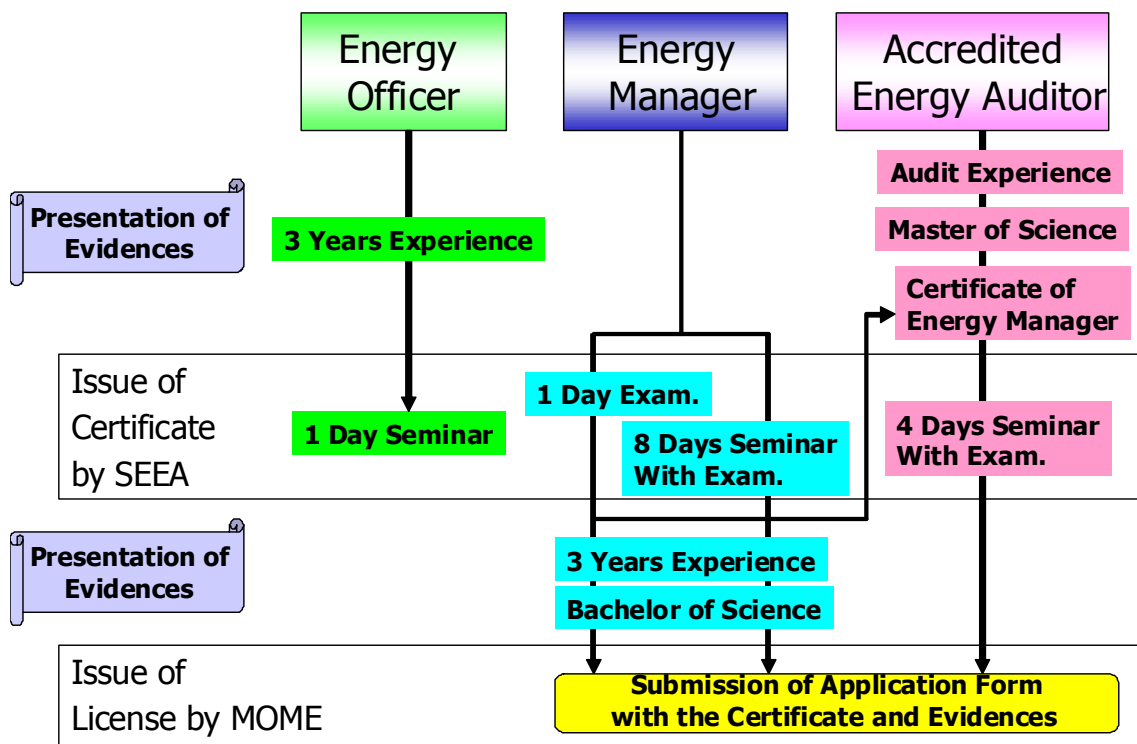 Energy
Officer
Energy
Manager
Accredited
Energy Auditor
Presentation of
Evidences
3 Years Experience
Audit Experience
Master of Science
Certificate of
Energy Manager
Issue of
Certificate
by SEEA
1 Day Seminar
1 Day Exam.
8 Days Seminar
With Exam.
4 Days Seminar
With Exam.
Presentation of
Evidences
3 Years Experience
Bachelor of Science
Issue of
License by MOME
Submission of Application Form
with the Certificate and Evidences